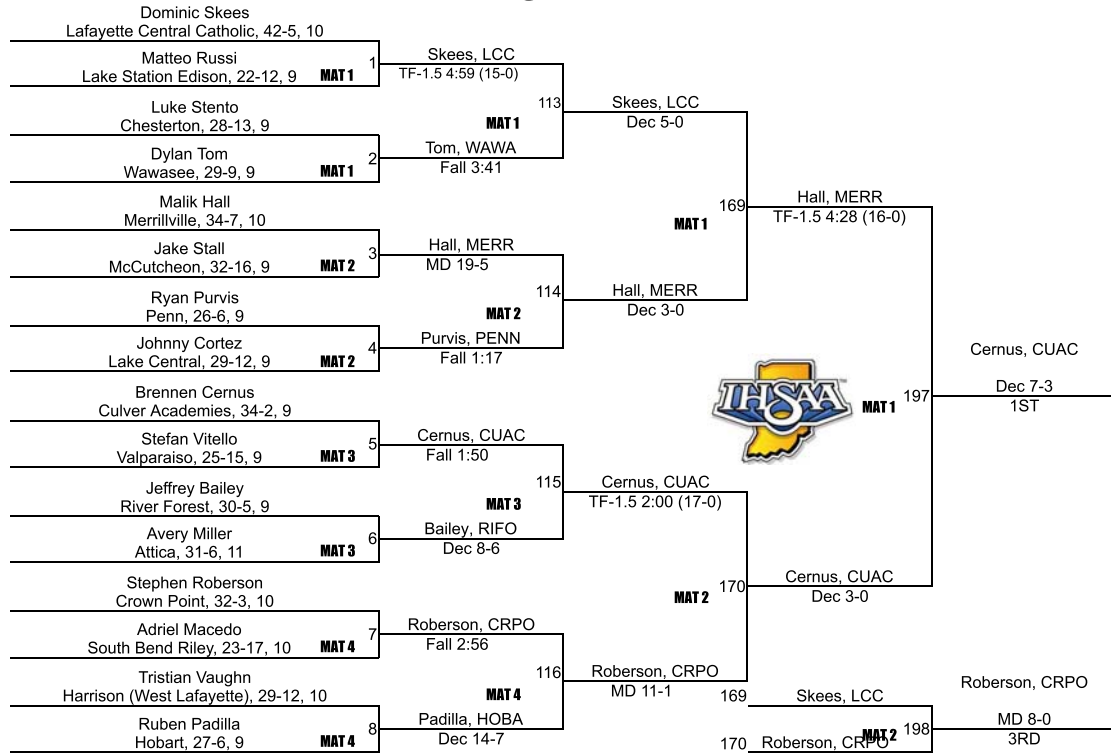 Dominic Skees
Lafayette Central Catholic, 42-5, 10
Matteo Russi
Lake Station Edison, 22-12, 9
MAT 1
1
Luke Stento
Chesterton, 28-13, 9
Dylan Tom
Wawasee, 29-9, 9
MAT 1
2
Malik Hall
Merrillville, 34-7, 10
Jake Stall
McCutcheon, 32-16, 9
MAT 2
3
Ryan Purvis
Penn, 26-6, 9
Johnny Cortez
Lake Central, 29-12, 9
MAT 2
4
Brennen Cernus
Culver Academies, 34-2, 9
Stefan Vitello
Valparaiso, 25-15, 9
MAT 3
5
Jeffrey Bailey
River Forest, 30-5, 9
Avery Miller
Attica, 31-6, 11
MAT 3
6
Stephen Roberson
Crown Point, 32-3, 10
Adriel Macedo
South Bend Riley, 23-17, 10
MAT 4
7
Tristian Vaughn
Harrison (West Lafayette), 29-12, 10
Ruben Padilla
Hobart, 27-6, 9
MAT 4
8
Skees, LCC
TF-1.5 4:59 (15-0)
113
MAT 1
Tom, WAWA
Fall 3:41
Hall, MERR
MD 19-5
114
MAT 2
Purvis, PENN
Fall 1:17
Cernus, CUAC
Fall 1:50
115
MAT 3
Bailey, RIFO
Dec 8-6
Roberson, CRPO
Fall 2:56
116
MAT 4
Padilla, HOBA
Dec 14-7
Skees, LCC
Dec 5-0
169
MAT 1
Hall, MERR
Dec 3-0
Cernus, CUAC
TF-1.5 2:00 (17-0)
170
MAT 2
Roberson, CRPO
MD 11-1
Hall, MERR
TF-1.5 4:28 (16-0)
IHSAA
TM
MAT 1
197
Cernus, CUAC
Dec 3-0
Cernus, CUAC
Dec 7-3
1ST
169
Skees, LCC
MAT 2
198
170
Roberson, CRPO
Roberson, CRPO
MD 8-0
3RD